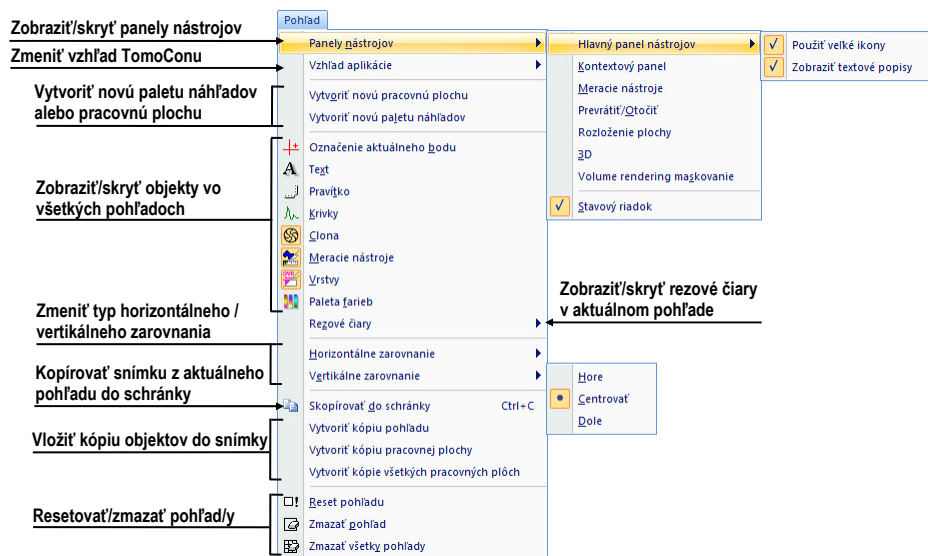 Pohľad
Zobraziť/skryť panely nástrojov
Zmeniť vzhľad TomoConu
Vytvoriť novú paletu náhľadov
alebo pracovnú plochu
Zobraziť/skryť objekty vo
všetkých pohľadoch
Zmeniť typ horizontálneho /
vertikálneho zarovnania
Kopírovať snímku z aktuálneho
pohľadu do schránky
Vložiť kópiu objektov do snímky
Resetovať/zmazať pohľad/y
Panely nástrojov
Vzhľad aplikácie
Vytvoriť novú pracovnú plochu
Vytvoriť novú paletu náhľadov
Označenie aktuálneho bodu
Text
Pravítko
Krivky
Clona
Meracie nástroje
Vrstvy
Paleta farieb
Rezové čiary
Horizontálne zarovnanie
Vertikálne zarovnanie
Skopírovať do schránky Ctrl+C
Vytvoriť kópiu pohľadu
Vytvoriť kópiu pracovnej plochy
Vytvoriť kópie všetkých pracovných plôch
Reset pohľadu
Zmazať pohľad
Zmazať všetky pohľady
Hlavný panel nástrojov
Kontextový panel
Meracie nástroje
Prevrátiť/Otočiť
Rozloženie plochy
3D
Volume rendering maskovanie
Stavový riadok
Použiť veľké ikony
Zobraziť textové popisy
Zobraziť/skryť rezové čiary
v aktuálnom pohľade
Hore
Centrovať
Dole